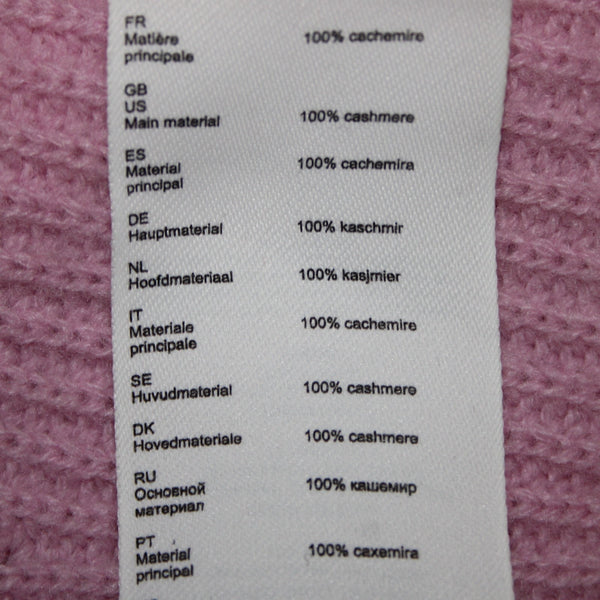 FR
Matière 100% cachemire
principale
GB
US
Main material 100% cashmere
ES
Material 100% cachemira
principal
DE
Hauptmaterial 100% kaschmir
NL
Hoofdmateriaal 100% kasjmier
IT
Materiale 100% cachemire
principale
SE
Huvudmaterial 100% cashmere
DK
Hovedmateriale 100% cashmere
RU
Основной 100% кашемир
материал
PT
Material 100% caxemira
principal